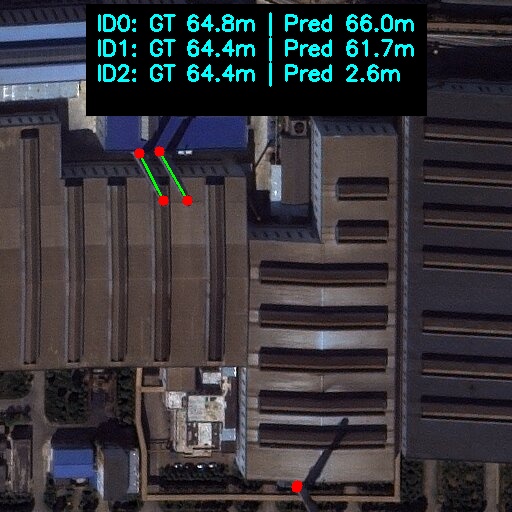 ID0: GT 64.8m | Pred 66.0m
ID1: GT 64.4m | Pred 61.7m
ID2: GT 64.4m | Pred 2.6m